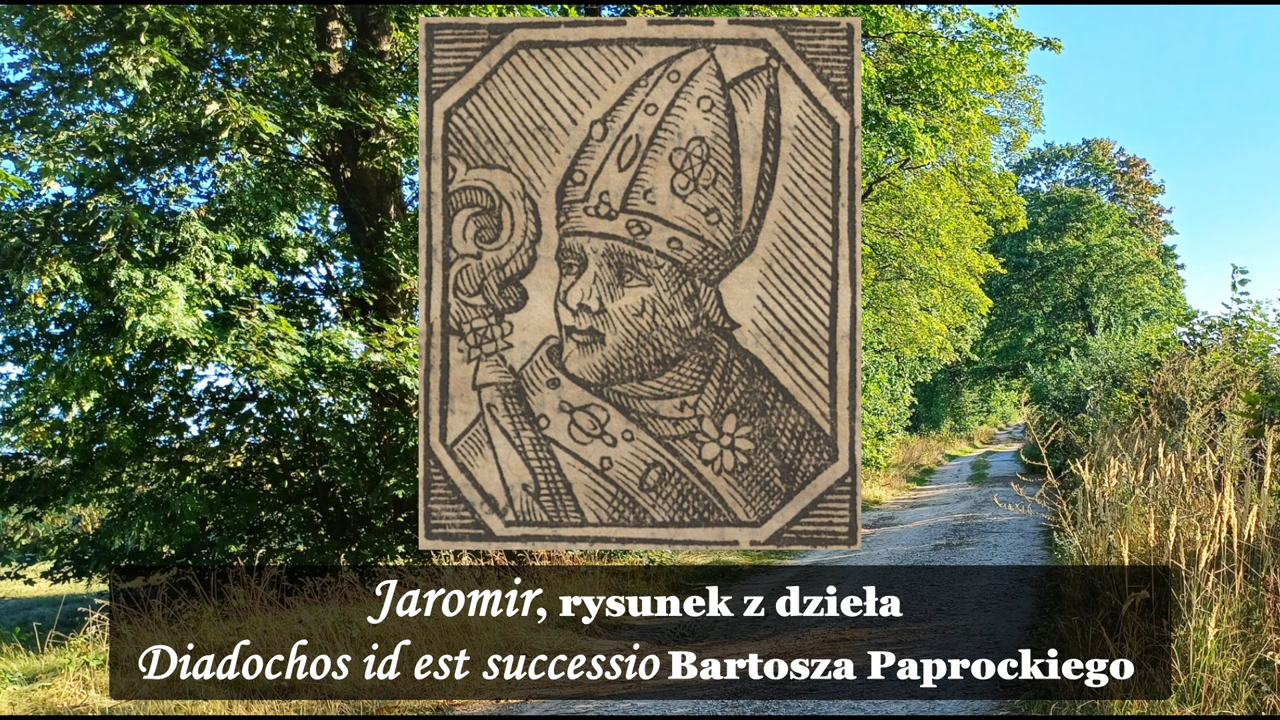 Jaromir, rysunek z dzieła
Diadochos id est successio Bartosza Paprockiego